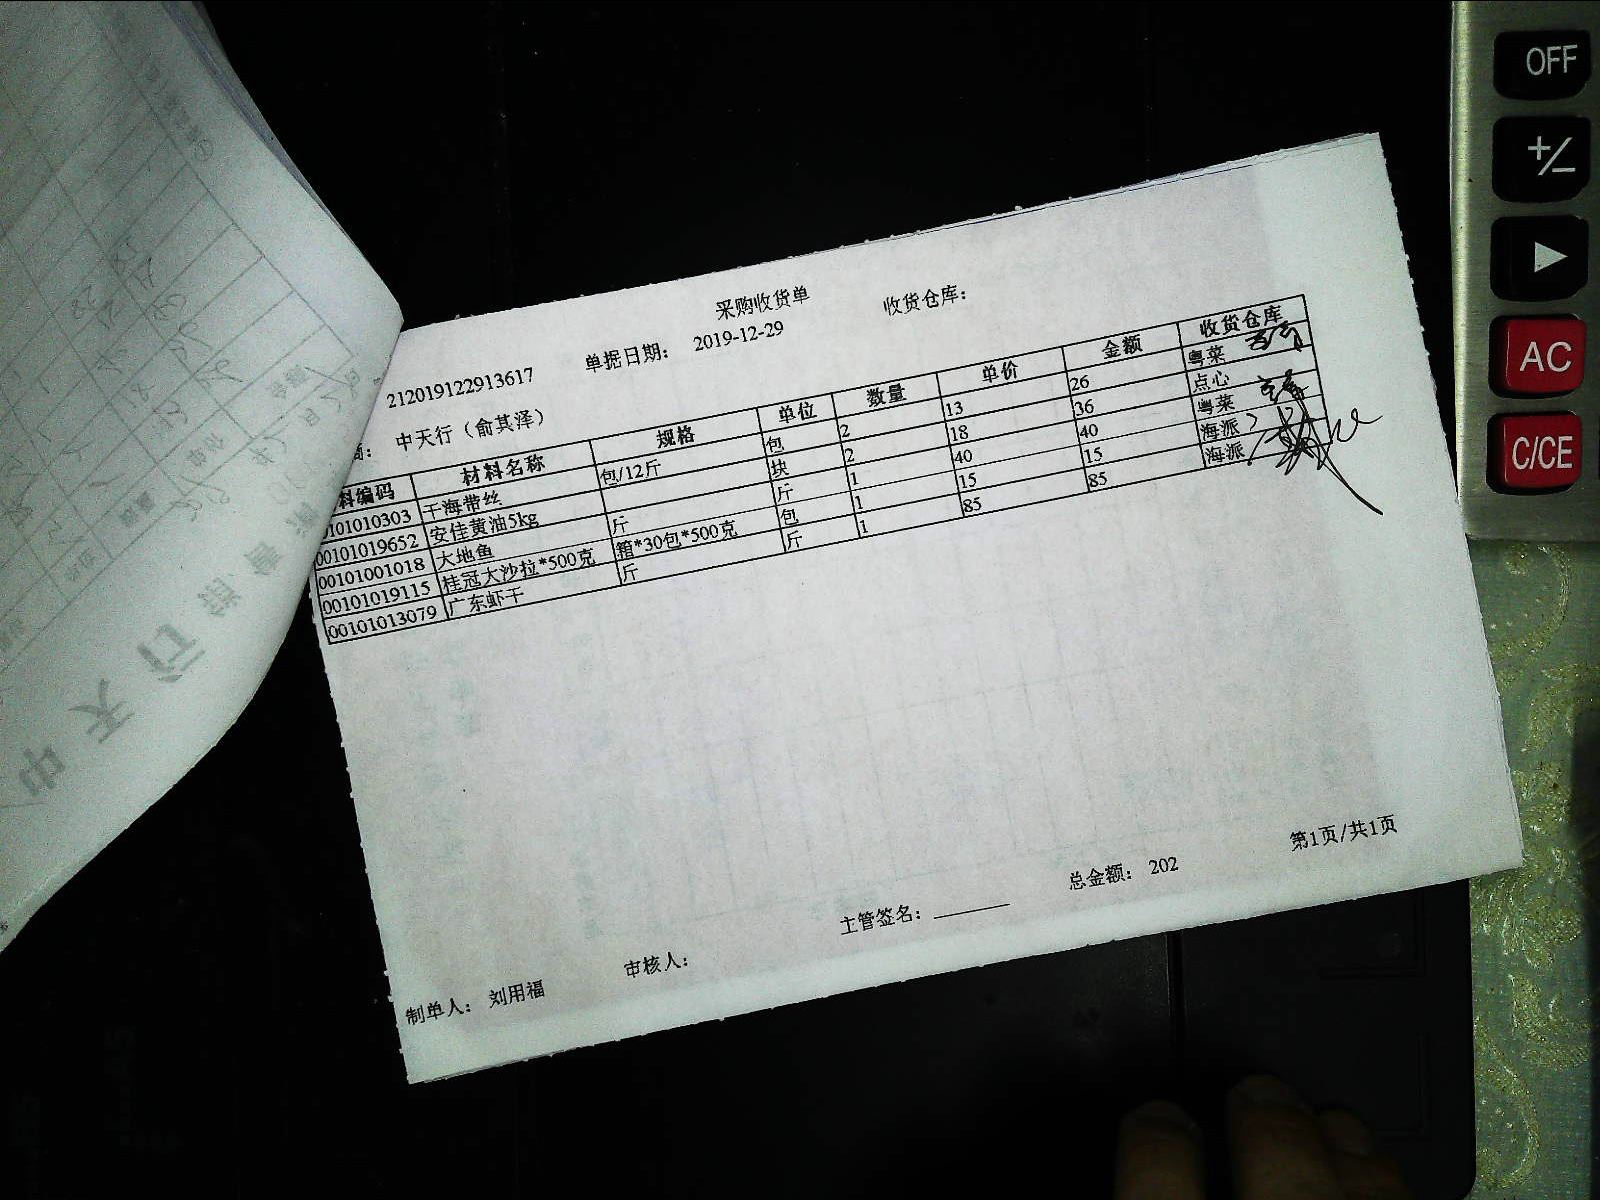 采购收货单
收货仓库：
212019122913617 单据日期： 2019-12-29
商： 中天行（俞其泽）
料编码 材料名称 规格 单位 数量 单价 金额 收货仓库
0101010303 干海带丝 包/12斤 包 2 13 26 粤菜
00101019652 安佳黄油5kg 块 2 18 36 点心
00101001018 大地鱼 斤 斤 1 40 40 粤菜
00101019115 桂冠大沙拉*500克 箱*30包*500克 包 1 15 15 海派
00101013079 广东虾干 斤 斤 1 85 85 海派
制单人： 刘用福 审核人： 主管签名： 总金额： 202 第1页/共1页
中天行
OFF
+/-
▶
AC
C/CE